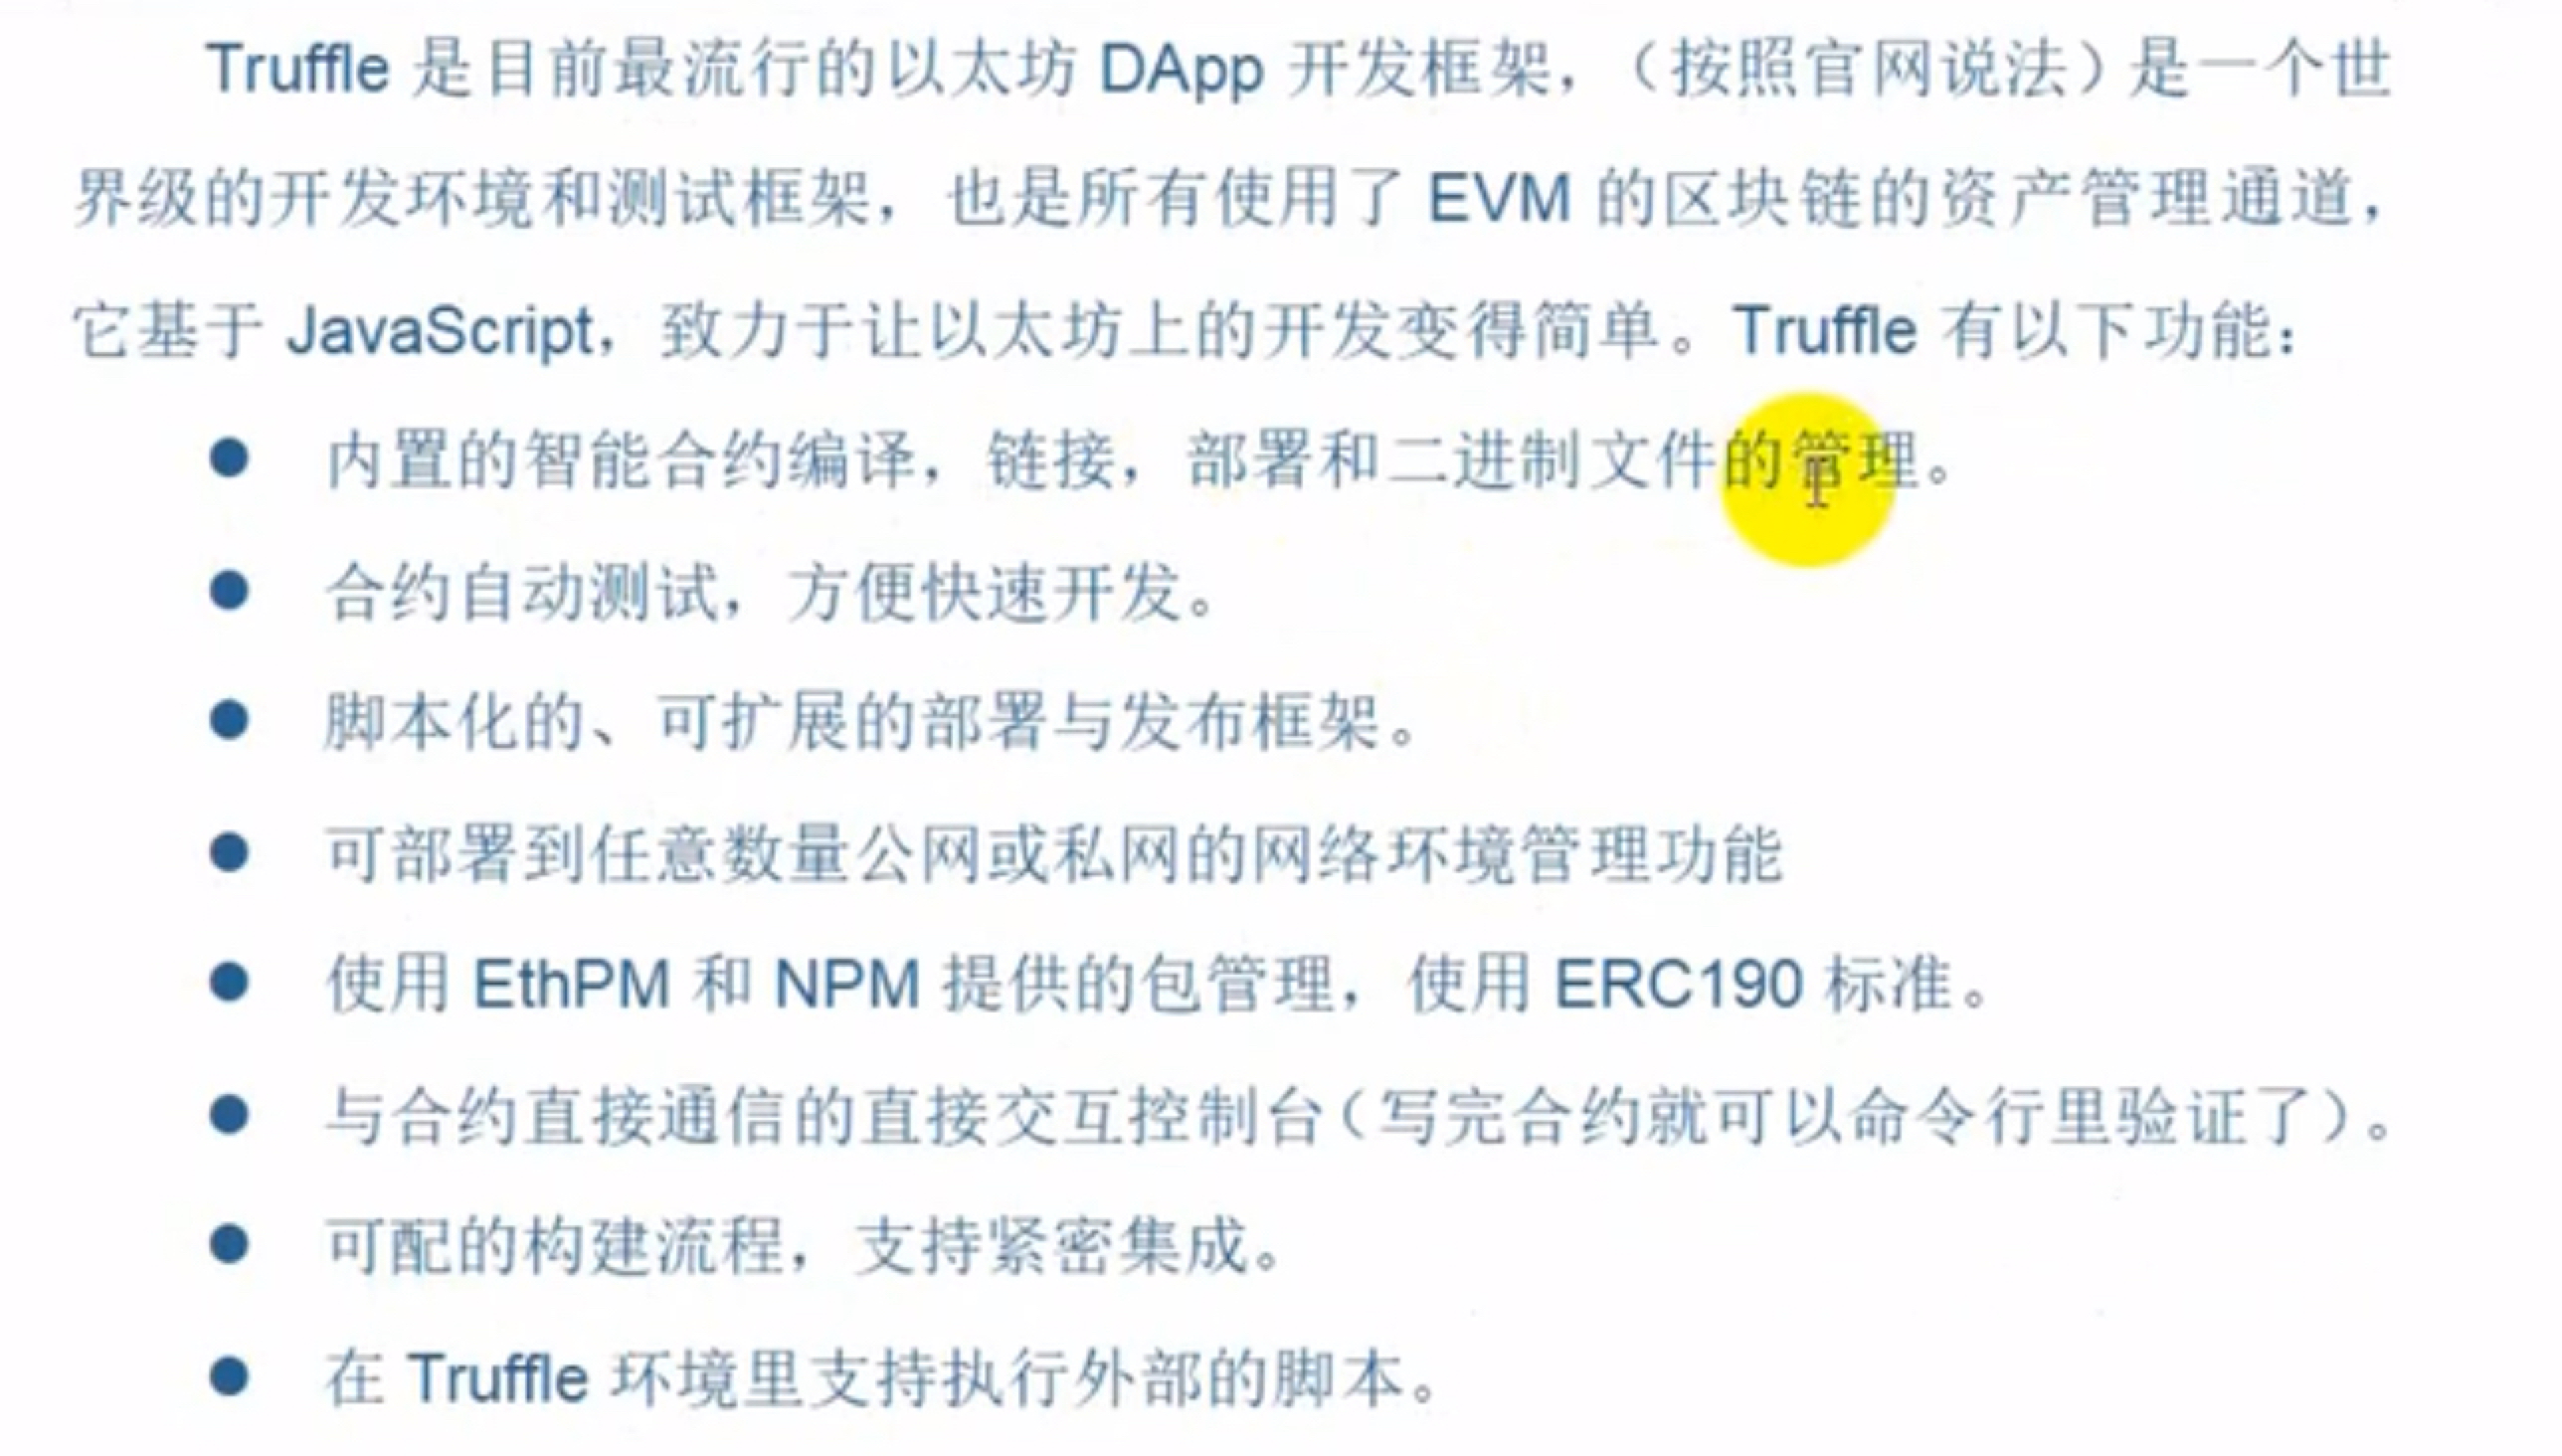 Truffle 是目前最流行的以太坊 DApp 开发框架，（按照官网说法）是一个世
界级的开发环境和测试框架，也是所有使用了 EVM 的区块链的资产管理通道，
它基于 JavaScript，致力于让以太坊上的开发变得简单。Truffle 有以下功能：
● 内置的智能合约编译，链接，部署和二进制文件的管理。
● 合约自动测试，方便快速开发。
● 脚本化的、可扩展的部署与发布框架。
● 可部署到任意数量公网或私网的网络环境管理功能
● 使用 EthPM 和 NPM 提供的包管理，使用 ERC190 标准。
● 与合约直接通信的直接交互控制台（写完合约就可以命令行里验证了）。
● 可配的构建流程，支持紧密集成。
● 在 Truffle 环境里支持执行外部的脚本。